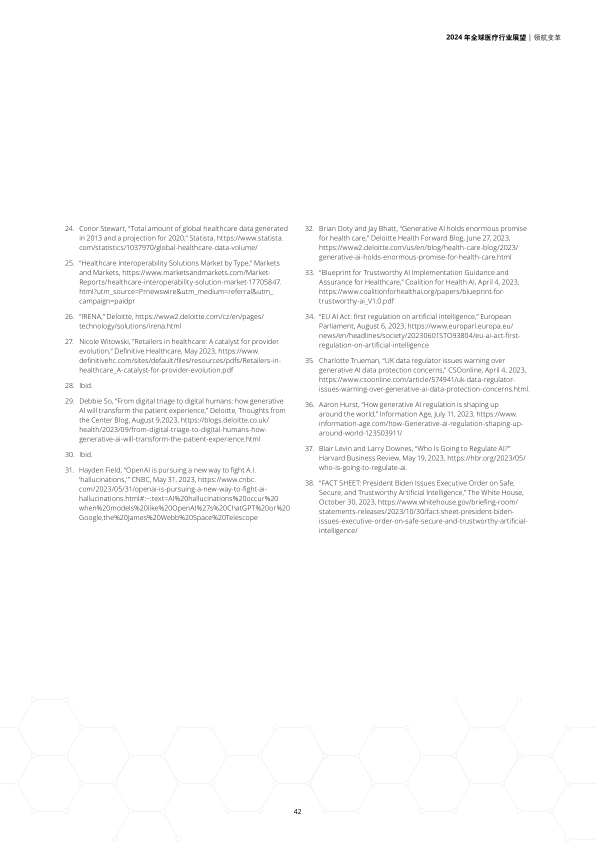 2024 年全球医疗行业展望 | 领航变革
24. Conor Stewart, “Total amount of global healthcare data generated
in 2013 and a projection for 2020,” Statista, https://www.statista.
com/statistics/1037970/global-healthcare-data-volume/
25. “Healthcare Interoperability Solutions Market by Type,” Markets
and Markets, https://www.marketsandmarkets.com/Market-
Reports/healthcare-interoperability-solution-market-17705847.
html?utm_source=Prnewswire&utm_medium=referral&utm_
campaign=paidpr
26. “IRENA,” Deloitte, https://www2.deloitte.com/cz/en/pages/
technology/solutions/irena.html
27. Nicole Witowski, “Retailers in healthcare: A catalyst for provider
evolution,” Definitive Healthcare, May 2023, https://www.
definitivehc.com/sites/default/files/resources/pdfs/Retailers-in-
healthcare_A-catalyst-for-provider-evolution.pdf
28. Ibid.
29. Debbie So, “From digital triage to digital humans: how generative
AI will transform the patient experience,” Deloitte, Thoughts from
the Center Blog, August 9,2023, https://blogs.deloitte.co.uk/
health/2023/09/from-digital-triage-to-digital-humans-how-
generative-ai-will-transform-the-patient-experience.html
30. Ibid.
31. Hayden Field, “OpenAI is pursuing a new way to fight A.I.
‘hallucinations,’” CNBC, May 31, 2023, https://www.cnbc.
com/2023/05/31/openai-is-pursuing-a-new-way-to-fight-ai-
hallucinations.html#:~:text=AI%20hallucinations%20occur%20
when%20models%20like%20OpenAI%27s%20ChatGPT%20or%20
Google,the%20James%20Webb%20Space%20Telescope
32. Brian Doty and Jay Bhatt, “Generative AI holds enormous promise
for health care,” Deloitte Health Forward Blog, June 27, 2023,
https://www2.deloitte.com/us/en/blog/health-care-blog/2023/
generative-ai-holds-enormous-promise-for-health-care.html
33. “Blueprint for Trustworthy AI Implementation Guidance and
Assurance for Healthcare,” Coalition for Health AI, April 4, 2023,
https://www.coalitionforhealthai.org/papers/blueprint-for-
trustworthy-ai_V1.0.pdf
34. “EU AI Act: first regulation on artificial intelligence,” European
Parliament, August 6, 2023, https://www.europarl.europa.eu/
news/en/headlines/society/20230601STO93804/eu-ai-act-first-
regulation-on-artificial-intelligence
35. Charlotte Trueman, “UK data regulator issues warning over
generative AI data protection concerns,” CSOonline, April 4, 2023,
https://www.csoonline.com/article/574941/uk-data-regulator-
issues-warning-over-generative-ai-data-protection-concerns.html.
36. Aaron Hurst, “How generative AI regulation is shaping up
around the world,” Information Age, July 11, 2023, https://www.
information-age.com/how-Generative-ai-regulation-shaping-up-
around-world-123503911/
37. Blair Levin and Larry Downes, “Who Is Going to Regulate AI?”
Harvard Business Review, May 19, 2023, https://hbr.org/2023/05/
who-is-going-to-regulate-ai.
38. “FACT SHEET: President Biden Issues Executive Order on Safe,
Secure, and Trustworthy Artificial Intelligence,” The White House,
October 30, 2023, https://www.whitehouse.gov/briefing-room/
statements-releases/2023/10/30/fact-sheet-president-biden-
issues-executive-order-on-safe-secure-and-trustworthy-artificial-
intelligence/
42